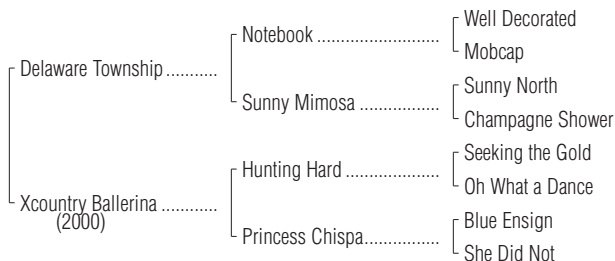 Well Decorated
Notebook ..................
Mobcap
Delaware Township ...........
Sunny North
Sunny Mimosa .................
Champagne Shower
Seeking the Gold
Hunting Hard ....................
Oh What a Dance
Xcountry Ballerina ............
(2000)
Blue Ensign
Princess Chispa................
She Did Not